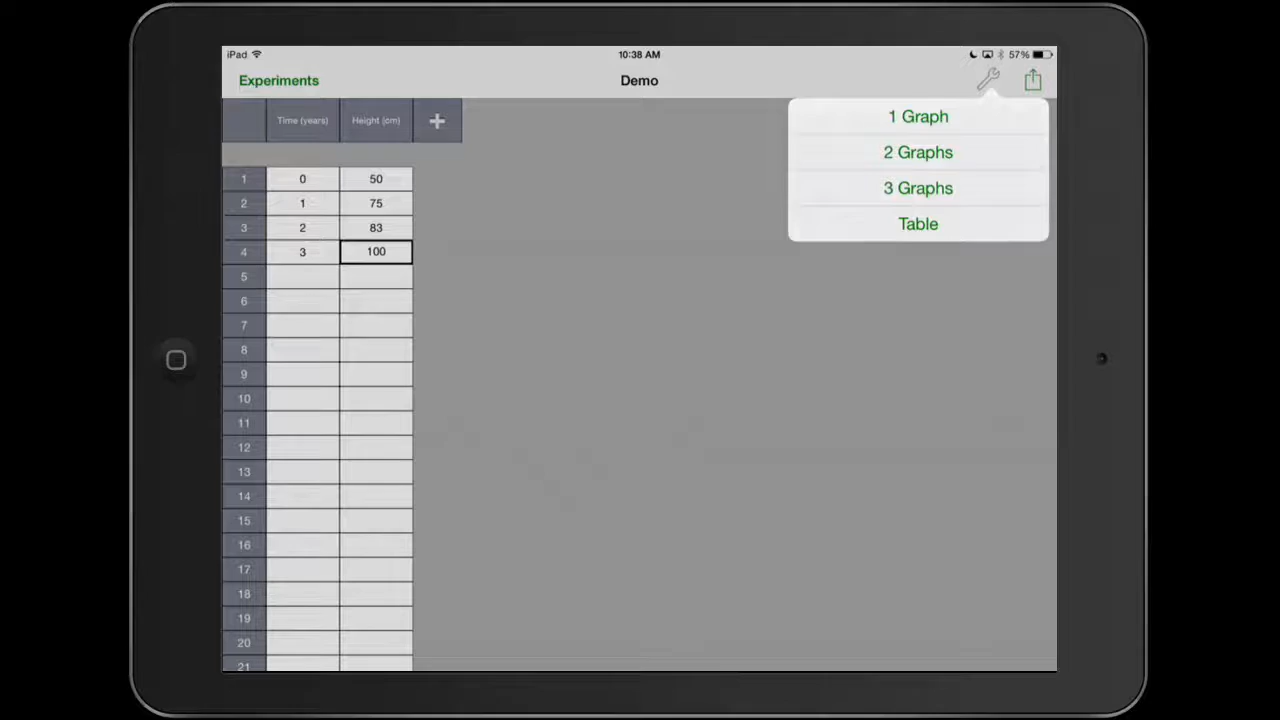 iPad 10:38 AM 57%
Experiments Demo
Time (years) Height (cm) +
1 Graph
2 Graphs
3 Graphs
Table
1 0 50
2 1 75
3 2 83
4 3 100
5
6
7
8
9
10
11
12
13
14
15
16
17
18
19
20
21